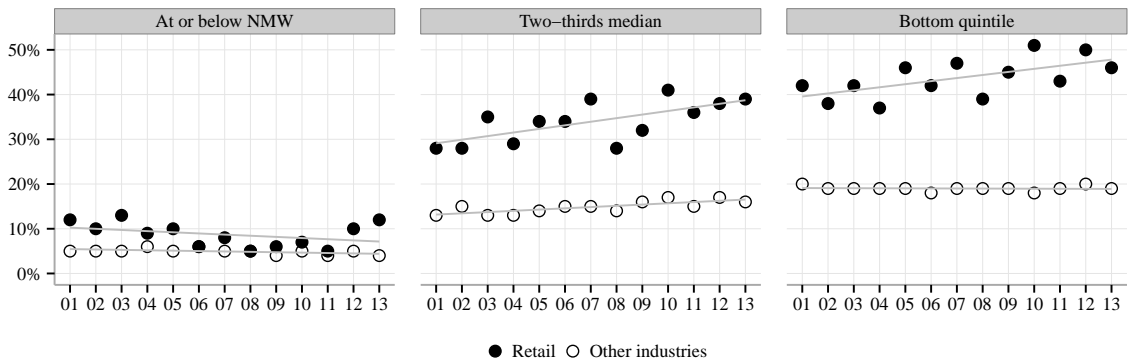 At or below NMW Two−thirds median Bottom quintile
50%
40%
30%
20%
10%
0%
01 02 03 04 05 06 07 08 09 10 11 12 13 01 02 03 04 05 06 07 08 09 10 11 12 13 01 02 03 04 05 06 07 08 09 10 11 12 13
Retail Other industries